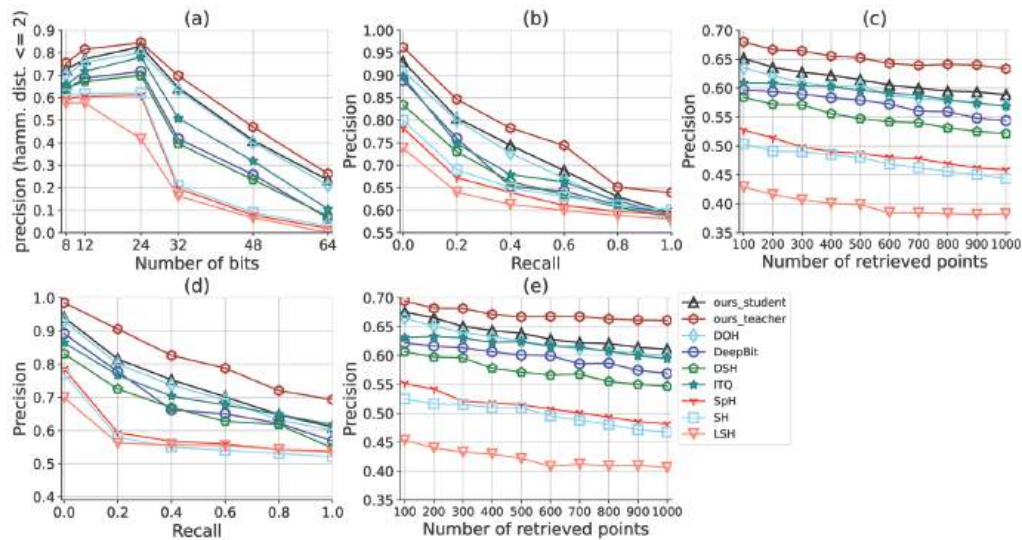 (a)
precision (hamm. dist. <= 2)
0.9
0.8
0.7
0.6
0.5
0.4
0.3
0.2
0.1
0.0
8 12 24 32 48 64
Number of bits
(b)
Precision
1.00
0.95
0.90
0.85
0.80
0.75
0.70
0.65
0.60
0.55
0.0 0.2 0.4 0.6 0.8 1.0
Recall
(c)
Precision
0.70
0.65
0.60
0.55
0.50
0.45
0.40
0.35
100 200 300 400 500 600 700 800 900 1000
Number of retrieved points
(d)
Precision
1.0
0.9
0.8
0.7
0.6
0.5
0.4
0.0 0.2 0.4 0.6 0.8 1.0
Recall
(e)
Precision
0.70
0.65
0.60
0.55
0.50
0.45
0.40
0.35
100 200 300 400 500 600 700 800 900 1000
Number of retrieved points
ours_student
ours_teacher
DOH
DeepBit
DSH
ITQ
SpH
SH
LSH